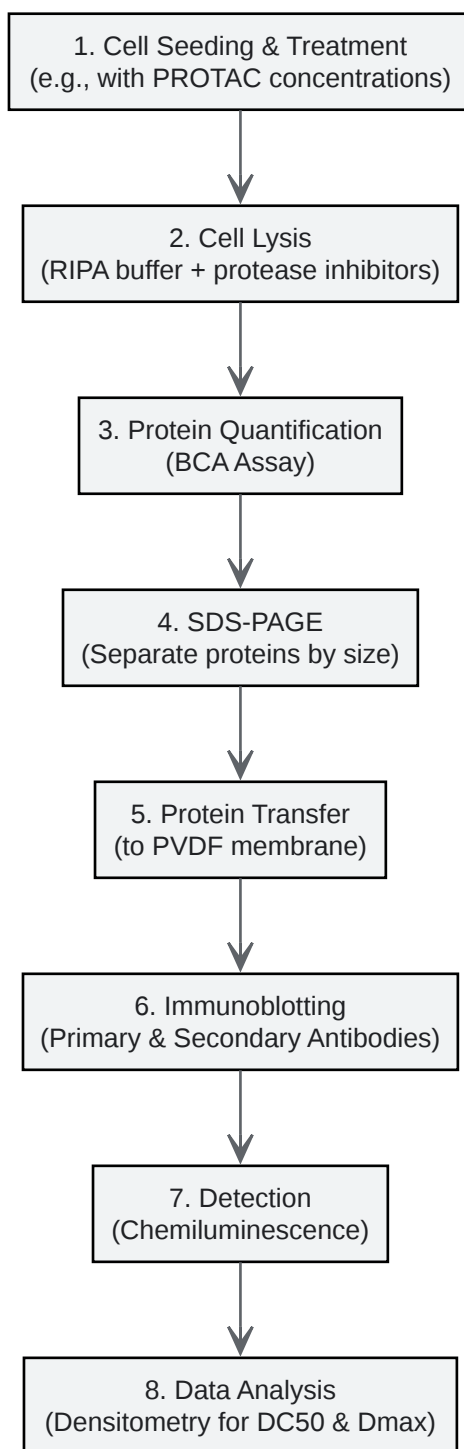 1. Cell Seeding & Treatment
(e.g., with PROTAC concentrations)
2. Cell Lysis
(RIPA buffer + protease inhibitors)
3. Protein Quantification
(BCA Assay)
4. SDS-PAGE
(Separate proteins by size)
5. Protein Transfer
(to PVDF membrane)
6. Immunoblotting
(Primary & Secondary Antibodies)
7. Detection
(Chemiluminescence)
8. Data Analysis
(Densitometry for DC50 & Dmax)